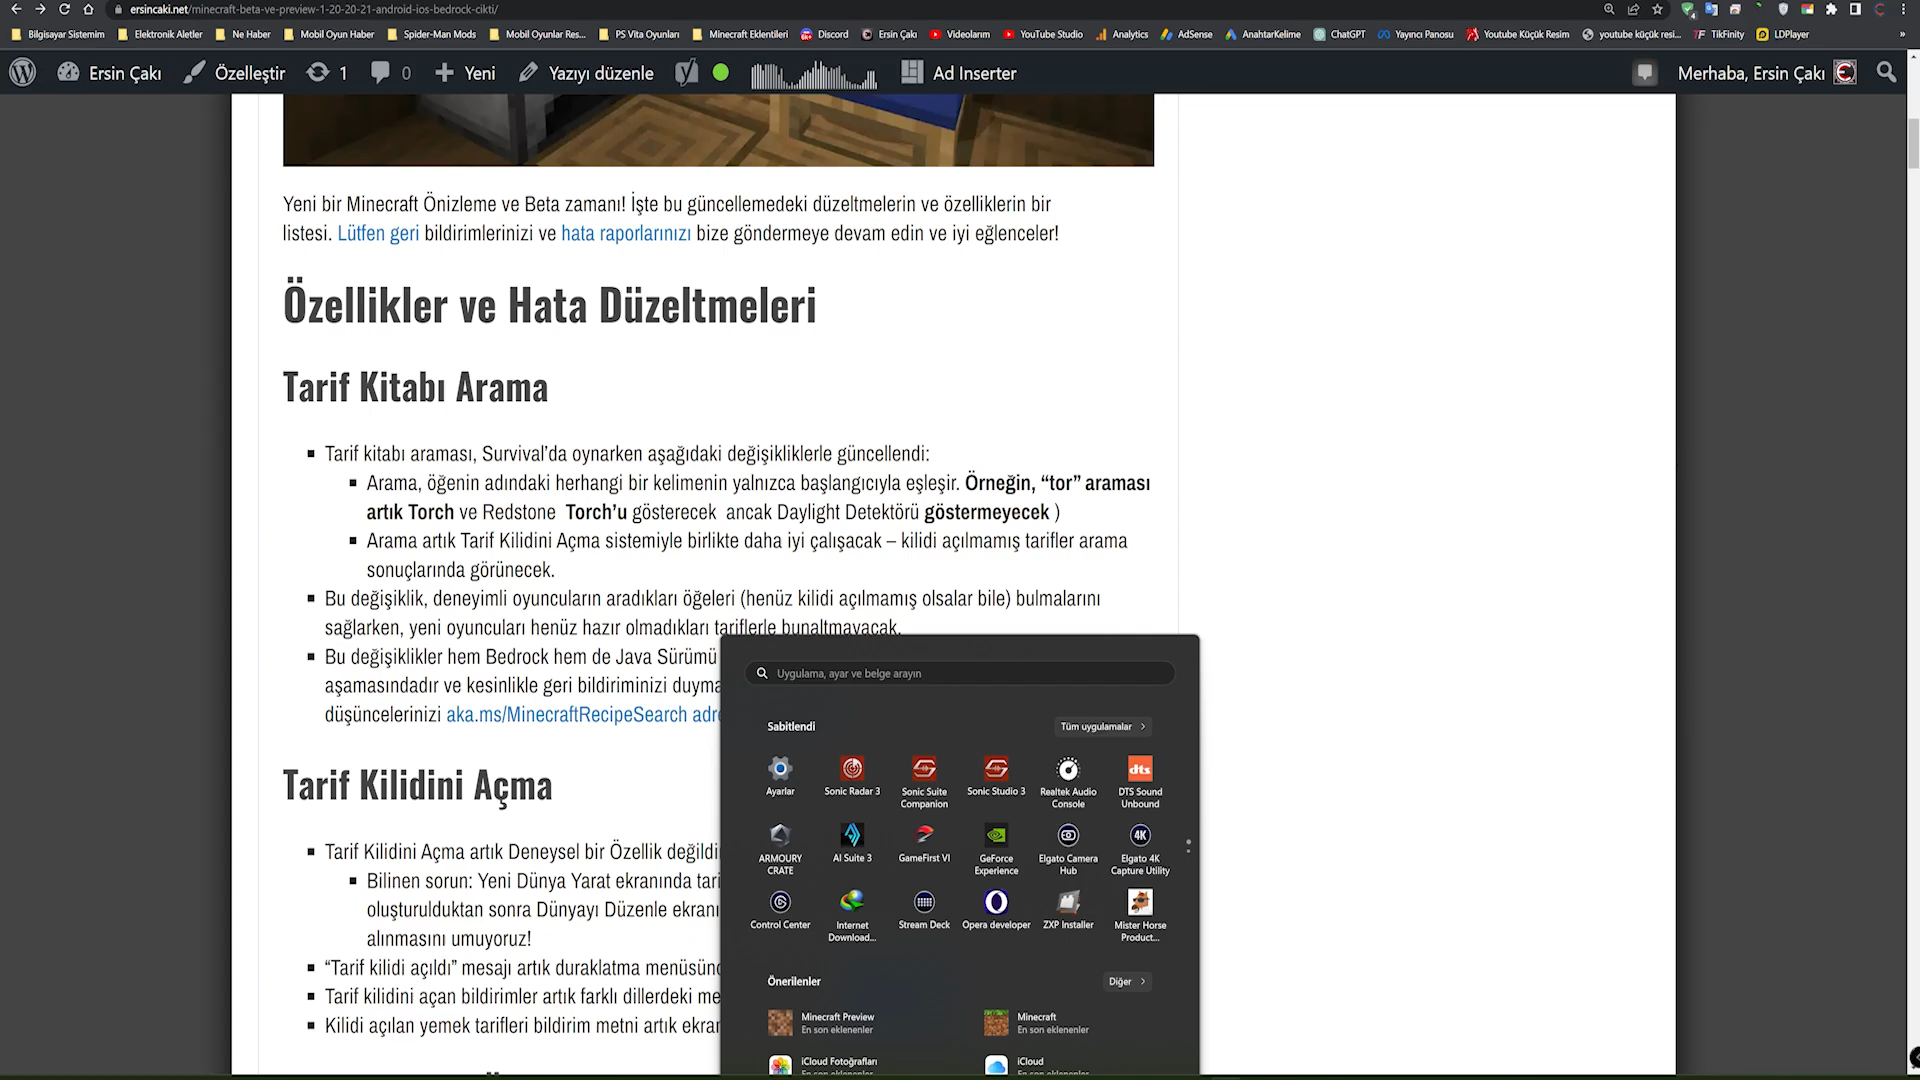 ersincaki.net/minecraft-beta-ve-preview-1-20-20-21-android-ios-bedrock-cikti/
Bilgisayar Sistemim
Elektronik Aletler
Ne Haber
Mobil Oyun Haber
Spider-Man Mods
Mobil Oyunlar Res...
PS Vita Oyunları
Minecraft Eklentileri
Discord
Ersin Çakı
Videolarım
YouTube Studio
Analytics
AdSense
AnahtarKelime
ChatGPT
Yayıncı Panosu
Youtube Küçük Resim
youtube küçük resi...
TikFinity
LDPlayer
»
Ersin Çakı
Özelleştir
1
0
Yeni
Yazıyı düzenle
Ad Inserter
Merhaba, Ersin Çakı
Yeni bir Minecraft Önizleme ve Beta zamanı! İşte bu güncellemedeki düzeltmelerin ve özelliklerin bir
listesi. Lütfen geri bildirimlerinizi ve hata raporlarınızı bize göndermeye devam edin ve iyi eğlenceler!
Özellikler ve Hata Düzeltmeleri
Tarif Kitabı Arama
Tarif kitabı araması, Survival’da oynarken aşağıdaki değişikliklerle güncellendi:
Arama, öğenin adındaki herhangi bir kelimenin yalnızca başlangıcıyla eşleşir. Örneğin, “tor” araması
artık Torch ve Redstone Torch’u gösterecek ancak Daylight Detektörü göstermeyecek )
Arama artık Tarif Kilidini Açma sistemiyle birlikte daha iyi çalışacak – kilidi açılmamış tarifler arama
sonuçlarında görünecek.
Bu değişiklik, deneyimli oyuncuların aradıkları öğeleri (henüz kilidi açılmamış olsalar bile) bulmalarını
sağlarken, yeni oyuncuları henüz hazır olmadıkları tariflerle bunaltmayacak.
Bu değişiklikler hem Bedrock hem de Java Sürümü
aşamasındadır ve kesinlikle geri bildiriminizi duyma
düşüncelerinizi aka.ms/MinecraftRecipeSearch adre
Tarif Kilidini Açma
Tarif Kilidini Açma artık Deneysel bir Özellik değildir
Bilinen sorun: Yeni Dünya Yarat ekranında tari
oluşturulduktan sonra Dünyayı Düzenle ekranı
alınmasını umuyoruz!
“Tarif kilidi açıldı” mesajı artık duraklatma menüsünd
Tarif kilidini açan bildirimler artık farklı dillerdeki me
Kilidi açılan yemek tarifleri bildirim metni artık ekran
Uygulama, ayar ve belge arayın
Sabitlendi
Tüm uygulamalar
Ayarlar
Sonic Radar 3
Sonic Suite Companion
Sonic Studio 3
Realtek Audio Console
DTS Sound Unbound
ARMOURY CRATE
AI Suite 3
GameFirst VI
GeForce Experience
Elgato Camera Hub
Elgato 4K Capture Utility
Control Center
Internet Download...
Stream Deck
Opera developer
ZXP Installer
Mister Horse Product...
Önerilenler
Diğer
Minecraft Preview
En son eklenenler
Minecraft
En son eklenenler
iCloud Fotoğrafları
En son eklenenler
iCloud
En son eklenenler